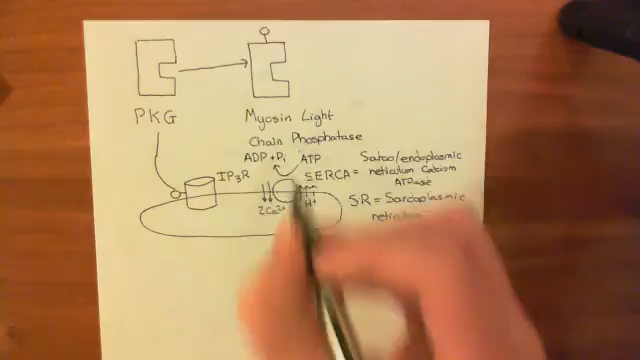 PKG
Myosin Light
Chain Phosphatase
ADP + Pi
ATP
Sarco/endoplasmic
SERCA = reticulum Calcium
ATPase
IP3R
2Ca2+
H+
SR = Sarcoplasmic